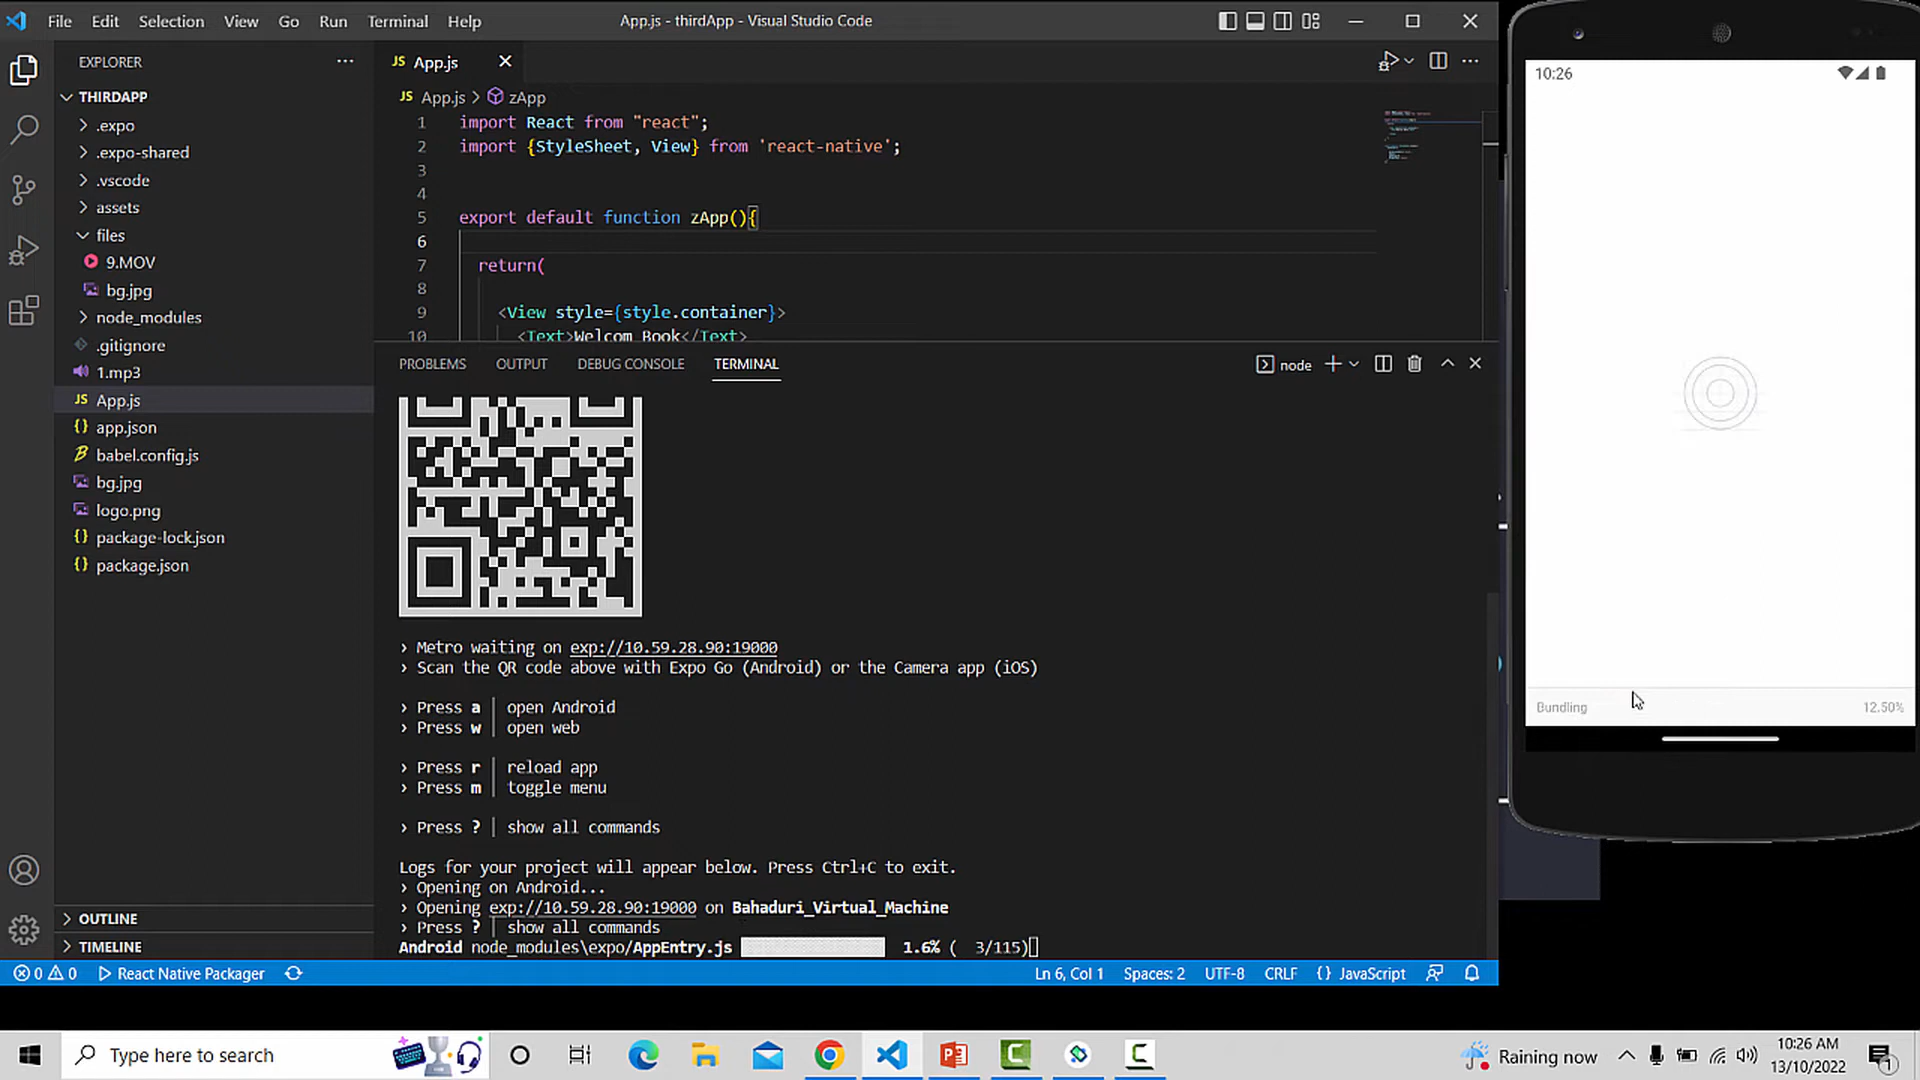 File Edit Selection View Go Run Terminal Help
App.js - thirdApp - Visual Studio Code
EXPLORER
THIRDAPP
.expo
.expo-shared
.vscode
assets
files
9.MOV
bg.jpg
node_modules
.gitignore
1.mp3
JS App.js
{} app.json
babel.config.js
bg.jpg
logo.png
{} package-lock.json
{} package.json
OUTLINE
TIMELINE
JS App.js
JS App.js > zApp
1 import React from "react";
2 import {StyleSheet, View} from 'react-native';
3
4
5 export default function zApp(){
6
7 return(
8
9 <View style={style.container}>
10 <Text>Welcom Book</Text>
PROBLEMS OUTPUT DEBUG CONSOLE TERMINAL
node
› Metro waiting on exp://10.59.28.90:19000
› Scan the QR code above with Expo Go (Android) or the Camera app (iOS)
› Press a │ open Android
› Press w │ open web
› Press r │ reload app
› Press m │ toggle menu
› Press ? │ show all commands
Logs for your project will appear below. Press Ctrl+C to exit.
› Opening on Android...
› Opening exp://10.59.28.90:19000 on Bahaduri_Virtual_Machine
› Press ? │ show all commands
Android node_modules\expo/AppEntry.js 1.6% ( 3/115)
0 0 React Native Packager
Ln 6, Col 1 Spaces: 2 UTF-8 CRLF {} JavaScript
10:26
Bundling 12.50%
Type here to search
Raining now
10:26 AM
13/10/2022
1